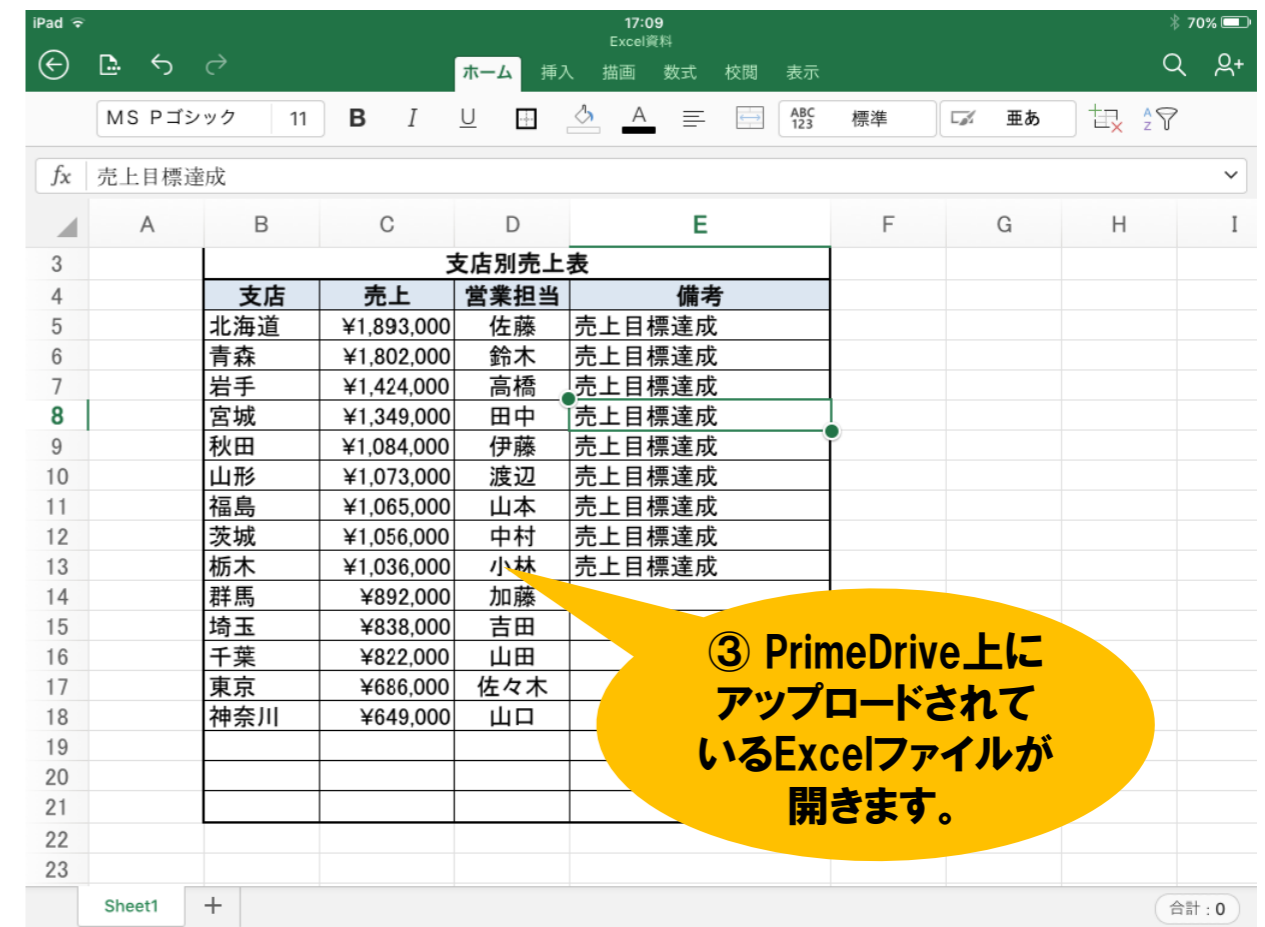 iPad 17:09 70%
Excel資料
ホーム 挿入 描画 数式 校閲 表示
MS Pゴシック 11 B I U A ABC 123 標準 亜あ A Z
fx 売上目標達成
A B C D E F G H I
3 支店別売上表
4 支店 売上 営業担当 備考
5 北海道 ¥1,893,000 佐藤 売上目標達成
6 青森 ¥1,802,000 鈴木 売上目標達成
7 岩手 ¥1,424,000 高橋 売上目標達成
8 宮城 ¥1,349,000 田中 売上目標達成
9 秋田 ¥1,084,000 伊藤 売上目標達成
10 山形 ¥1,073,000 渡辺 売上目標達成
11 福島 ¥1,065,000 山本 売上目標達成
12 茨城 ¥1,056,000 中村 売上目標達成
13 栃木 ¥1,036,000 小林 売上目標達成
14 群馬 ¥892,000 加藤
15 埼玉 ¥838,000 吉田
16 千葉 ¥822,000 山田
17 東京 ¥686,000 佐々木
18 神奈川 ¥649,000 山口
19
20
21
22
23
③ PrimeDrive上に
アップロードされて
いるExcelファイルが
開きます。
Sheet1 +
合計 : 0